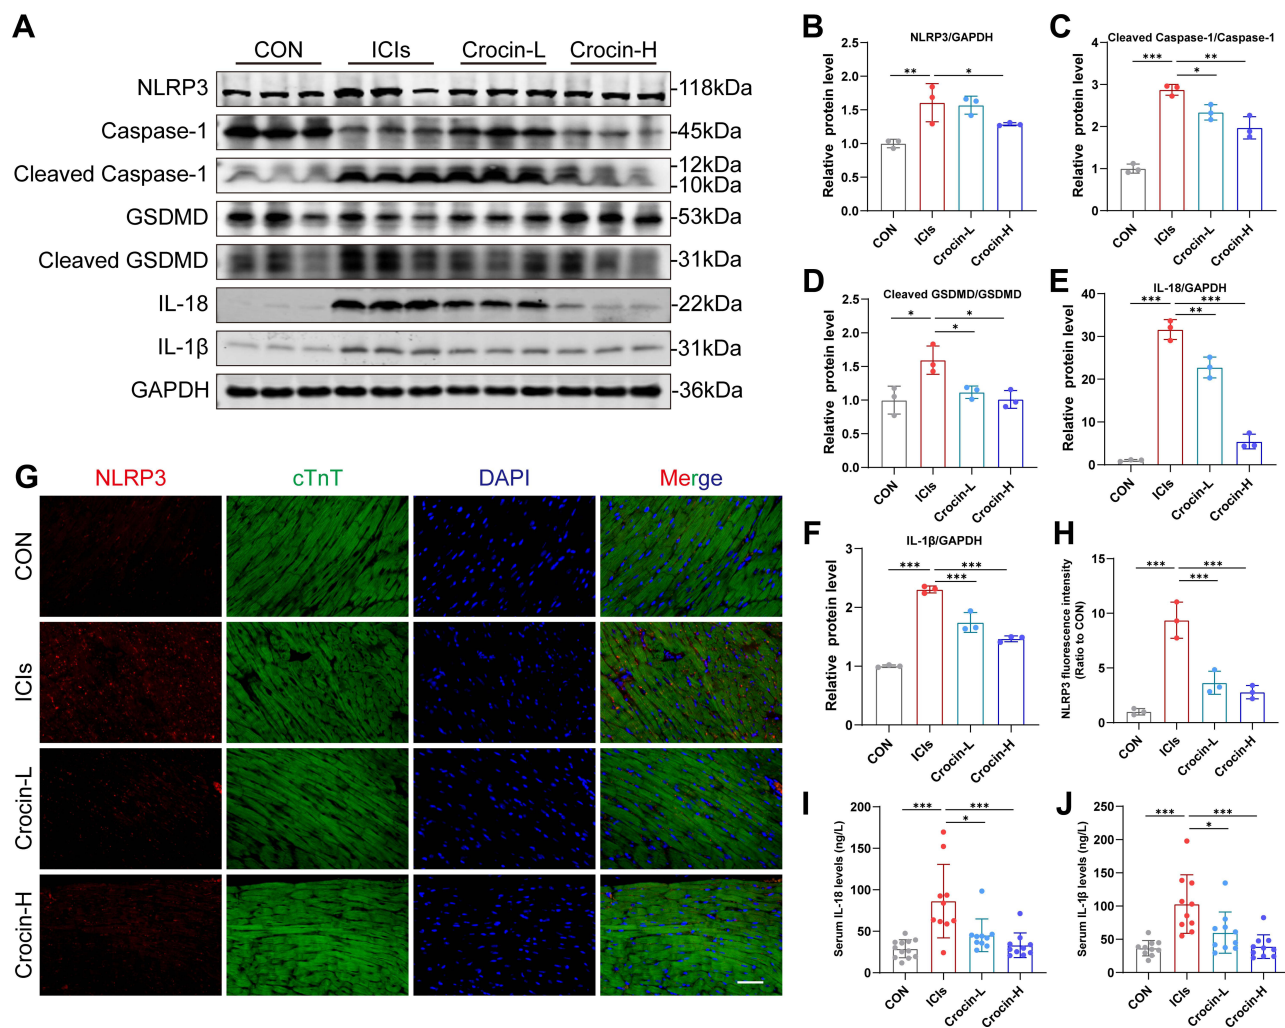 A
CON ICIs Crocin-L Crocin-H
NLRP3 -118kDa
Caspase-1 -45kDa
Cleaved Caspase-1 -12kDa
-10kDa
GSDMD -53kDa
Cleaved GSDMD -31kDa
IL-18 -22kDa
IL-1β -31kDa
GAPDH -36kDa
B
NLRP3/GAPDH
Relative protein level
2.5
2.0
1.5
1.0
0.5
0.0
** *
CON ICIs Crocin-L Crocin-H
C
Cleaved Caspase-1/Caspase-1
Relative protein level
4
3
2
1
0
*** **
*
CON ICIs Crocin-L Crocin-H
D
Cleaved GSDMD/GSDMD
Relative protein level
2.5
2.0
1.5
1.0
0.5
0.0
* *
*
CON ICIs Crocin-L Crocin-H
E
IL-18/GAPDH
Relative protein level
40
30
20
10
0
*** ***
**
CON ICIs Crocin-L Crocin-H
F
IL-1β/GAPDH
Relative protein level
3
2
1
0
*** ***
***
CON ICIs Crocin-L Crocin-H
G
NLRP3 cTnT DAPI Merge
CON
ICIs
Crocin-L
Crocin-H
H
NLRP3 fluorescence intensity
(Ratio to CON)
15
10
5
0
*** ***
***
CON ICIs Crocin-L Crocin-H
I
Serum IL-18 levels (ng/L)
200
150
100
50
0
*** ***
*
CON ICIs Crocin-L Crocin-H
J
Serum IL-1β levels (ng/L)
250
200
150
100
50
0
*** ***
*
CON ICIs Crocin-L Crocin-H